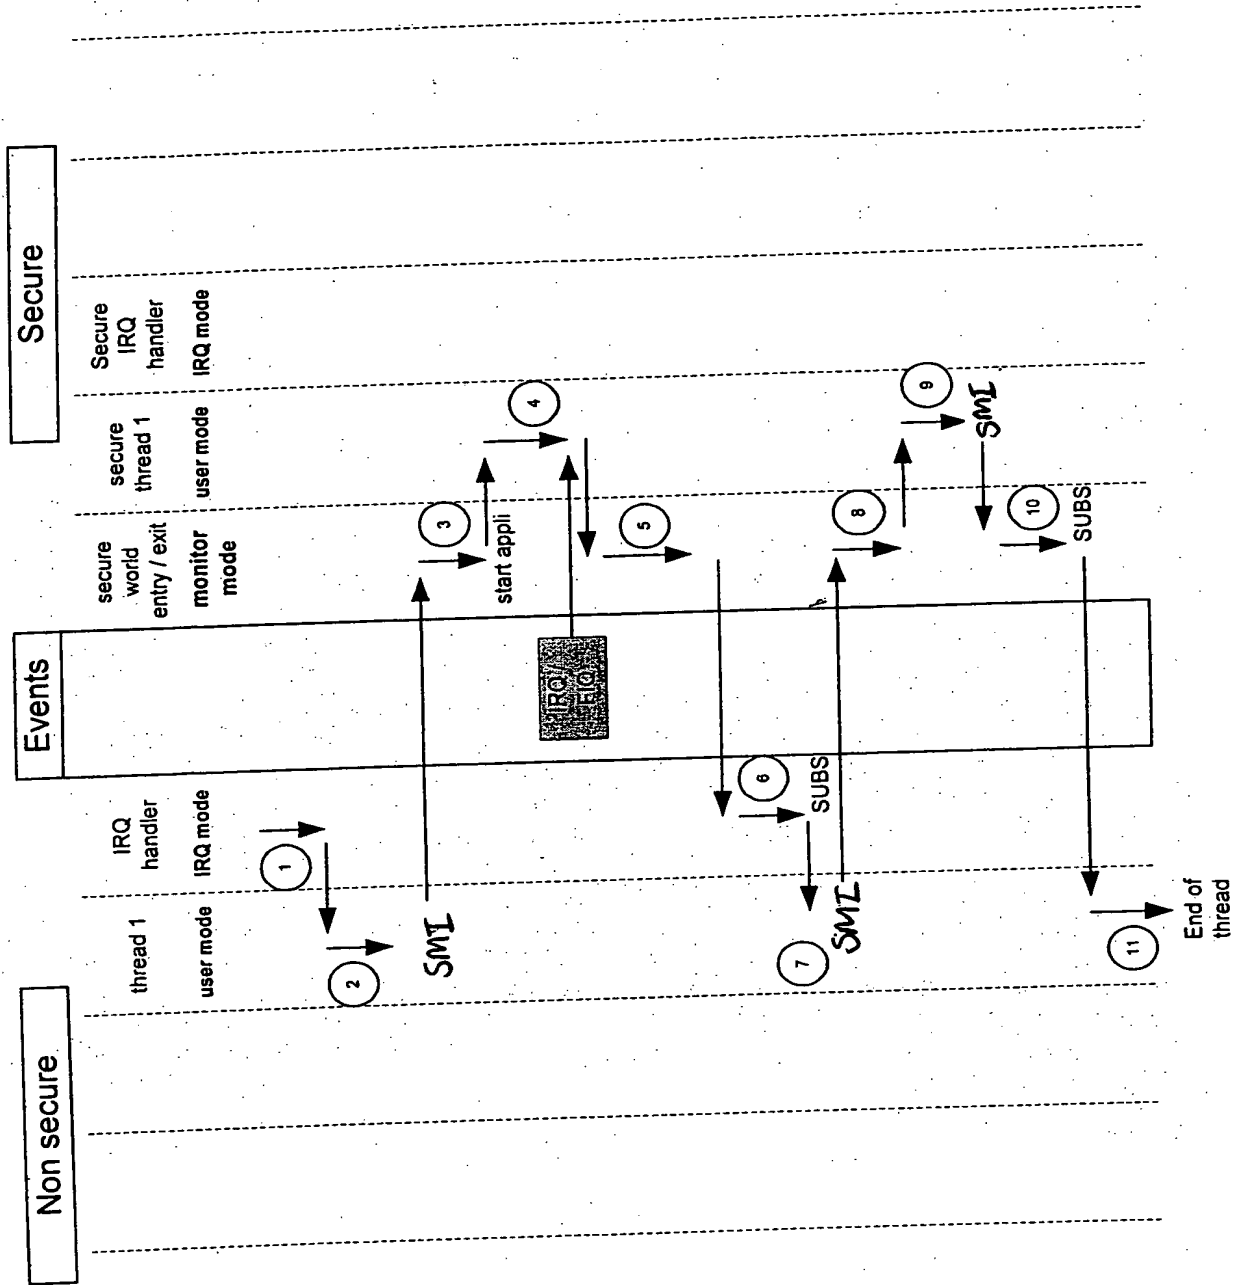 Non secure
Events
Secure
thread 1
user mode
IRQ
handler
IRQ mode
secure
world
entry / exit
monitor
mode
secure
thread 1
user mode
Secure
IRQ
handler
IRQ mode
1
2
SMI
3
start appli
4
IRQ /
FIQ
5
6
SUBS
7
SMI
8
9
SMI
10
SUBS
11
End of
thread